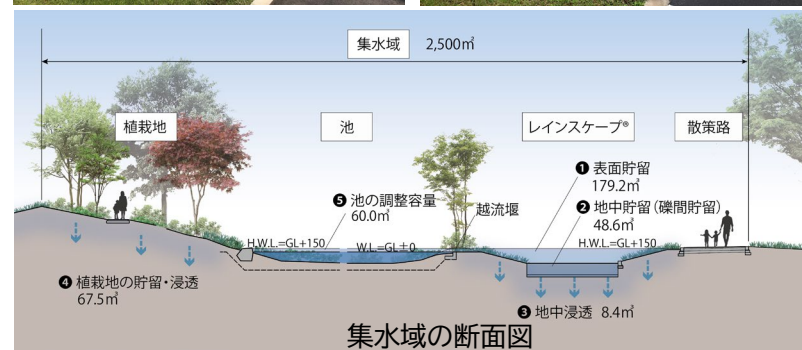 集水域 2,500㎡
植栽地
池
レインスケープ®
散策路
❶ 表面貯留
179.2㎥
❷ 地中貯留（礫間貯留）
48.6㎥
❺ 池の調整容量
60.0㎥
越流堰
H.W.L.=GL+150
W.L.=GL±0
H.W.L.=GL+150
❹ 植栽地の貯留・浸透
67.5㎥
❸ 地中浸透 8.4㎥
集水域の断面図